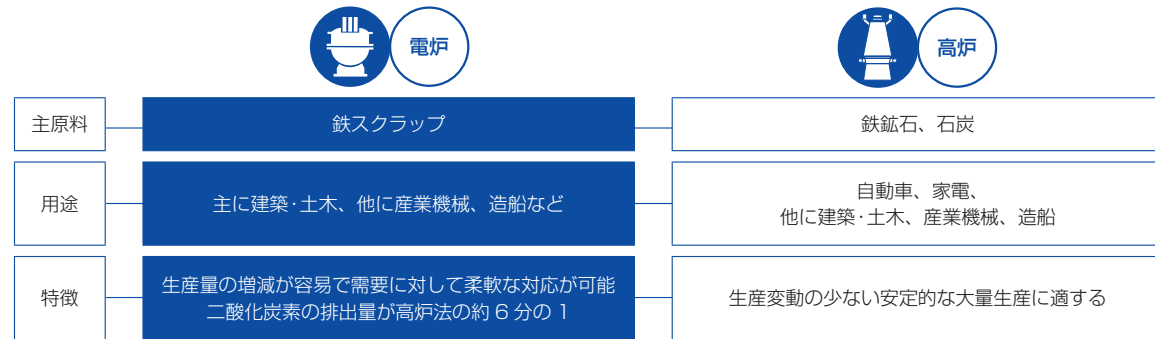 電炉
高炉
主原料
鉄スクラップ
鉄鉱石、石炭
用途
主に建築・土木、他に産業機械、造船など
自動車、家電、
他に建築・土木、産業機械、造船
特徴
生産量の増減が容易で需要に対して柔軟な対応が可能
二酸化炭素の排出量が高炉法の約6分の1
生産変動の少ない安定的な大量生産に適する